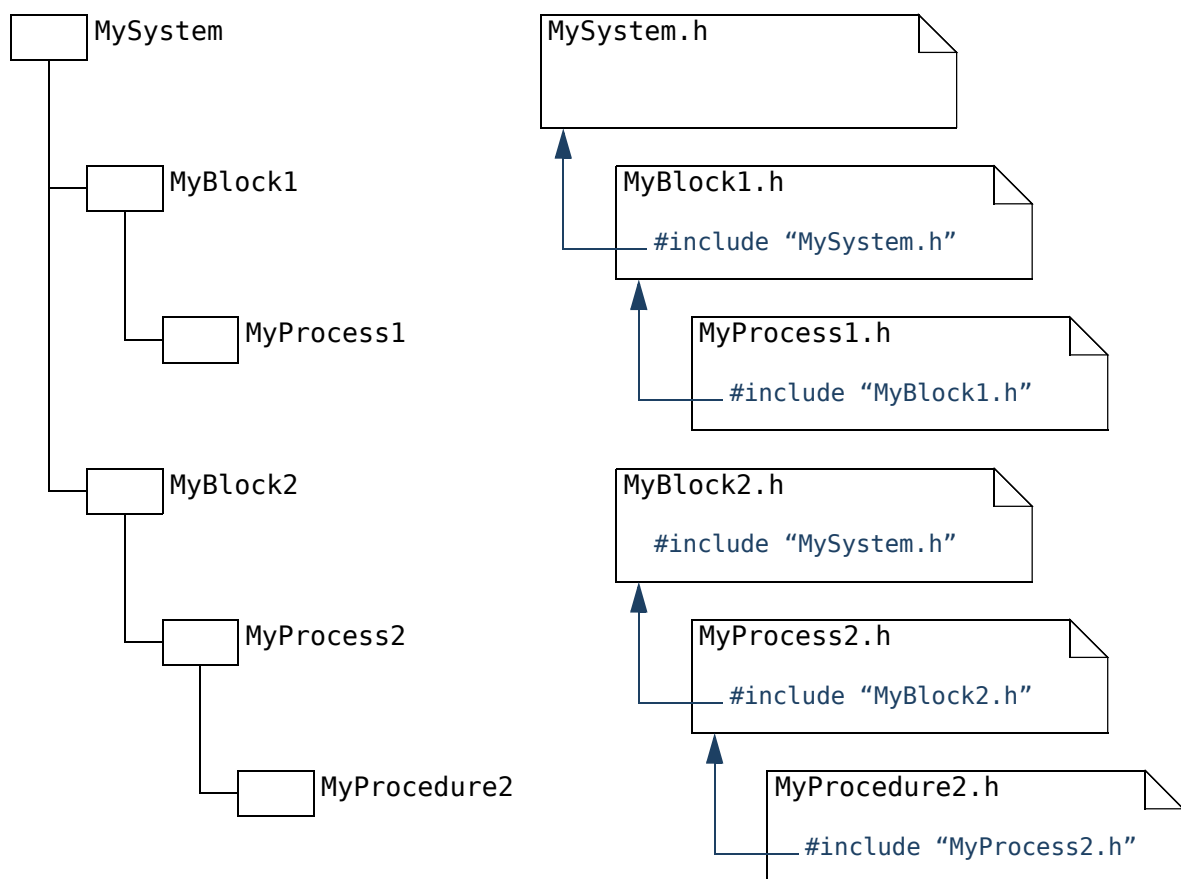 MySystem
MySystem.h
MyBlock1
MyBlock1.h
#include “MySystem.h”
MyProcess1
MyProcess1.h
#include “MyBlock1.h”
MyBlock2
MyBlock2.h
#include “MySystem.h”
MyProcess2
MyProcess2.h
#include “MyBlock2.h”
MyProcedure2
MyProcedure2.h
#include “MyProcess2.h”